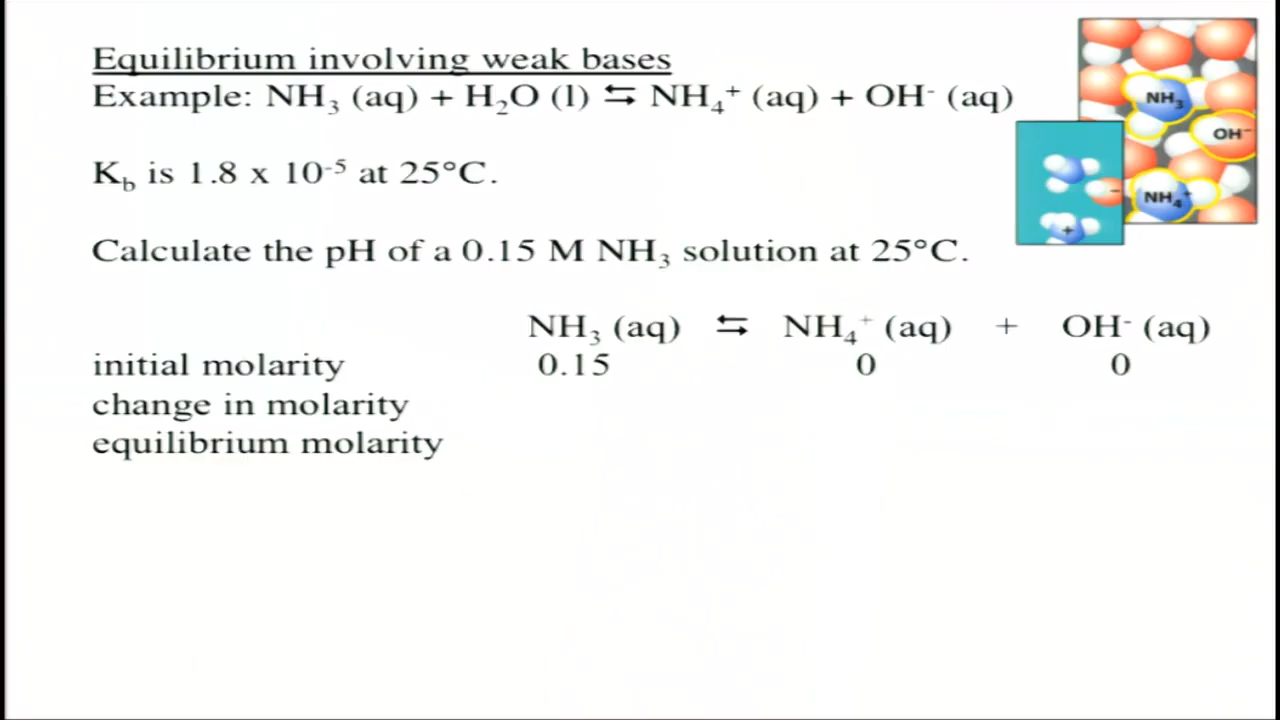 Equilibrium involving weak bases
Example: NH₃ (aq) + H₂O (l) ⇆ NH₄⁺ (aq) + OH⁻ (aq)
NH₃
OH⁻
K_b is 1.8 x 10⁻⁵ at 25°C.
−
NH₄⁺
+
Calculate the pH of a 0.15 M NH₃ solution at 25°C.
NH₃ (aq) ⇆ NH₄⁺ (aq) + OH⁻ (aq)
initial molarity 0.15 0 0
change in molarity
equilibrium molarity